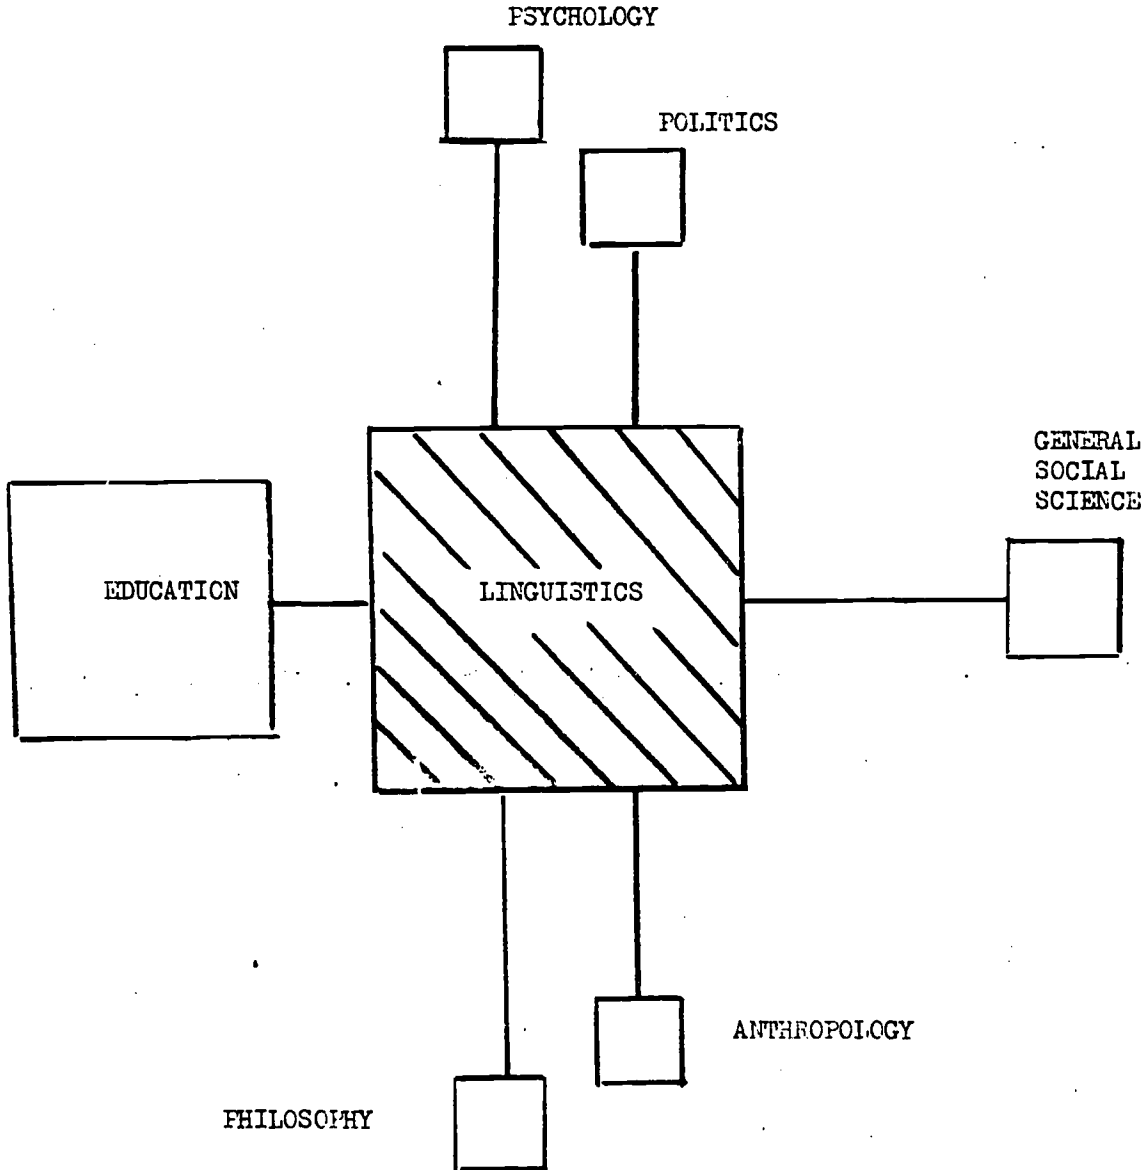 PSYCHOLOGY
POLITICS
GENERAL
SOCIAL
SCIENCE
EDUCATION
LINGUISTICS
ANTHROPOLOGY
PHILOSOPHY